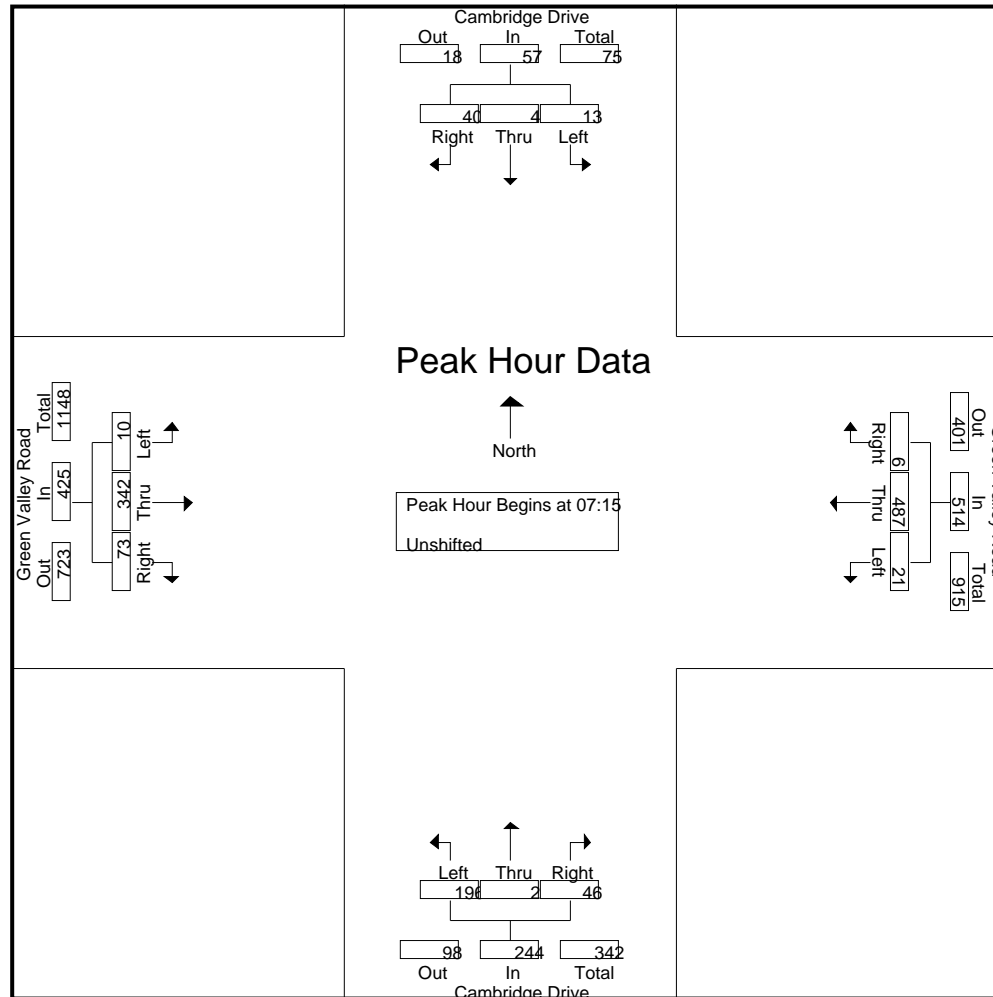 Cambridge Drive
Out In Total
18 57 75
40 4 13
Right Thru Left
Peak Hour Data
North
Peak Hour Begins at 07:15
Unshifted
Green Valley Road
Total In Out
1148 425 723
10 342 73
Left Thru Right
Out In Total
401 514 915
6 487 21
Right Thru Left
Left Thru Right
196 2 46
98 244 342
Out In Total
Cambridge Drive